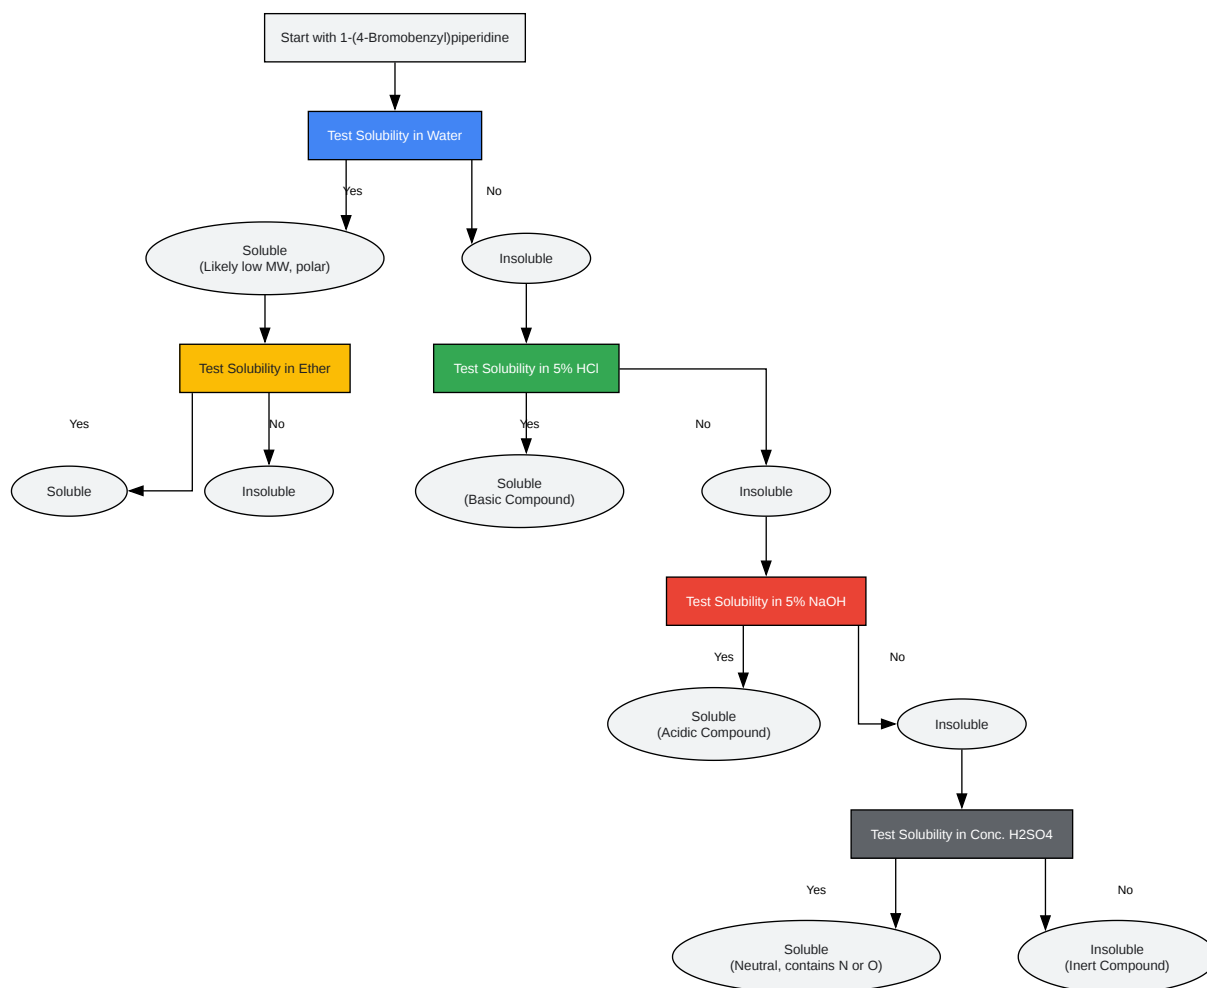 Start with 1-(4-Bromobenzyl)piperidine
Test Solubility in Water
Yes
No
Soluble
(Likely low MW, polar)
Insoluble
Test Solubility in Ether
Test Solubility in 5% HCl
Yes
No
Yes
No
Soluble
Insoluble
Soluble
(Basic Compound)
Insoluble
Test Solubility in 5% NaOH
Yes
No
Soluble
(Acidic Compound)
Insoluble
Test Solubility in Conc. H2SO4
Yes
No
Soluble
(Neutral, contains N or O)
Insoluble
(Inert Compound)